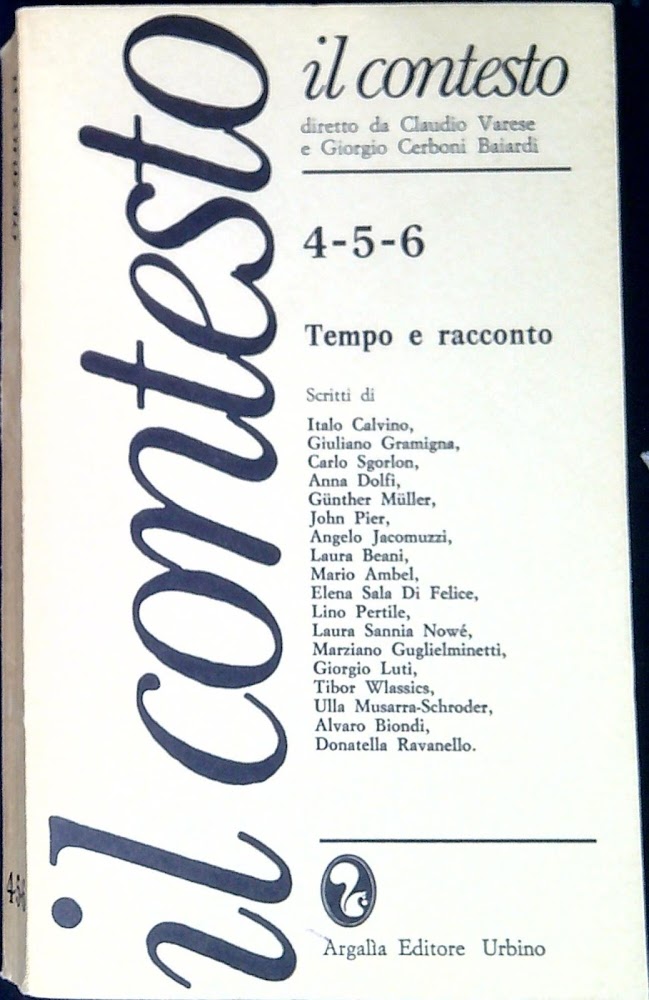 il contesto
il contesto
diretto da Claudio Varese
e Giorgio Cerboni Baiardi
4-5-6
Tempo e racconto
Scritti di
Italo Calvino,
Giuliano Gramigna,
Carlo Sgorlon,
Anna Dolfi,
Günther Müller,
John Pier,
Angelo Jacomuzzi,
Laura Beani,
Mario Ambel,
Elena Sala Di Felice,
Lino Pertile,
Laura Sannia Nowé,
Marziano Guglielminetti,
Giorgio Luti,
Tibor Wlassics,
Ulla Musarra-Schroder,
Alvaro Biondi,
Donatella Ravanello.
Argalìa Editore Urbino
4-5-6